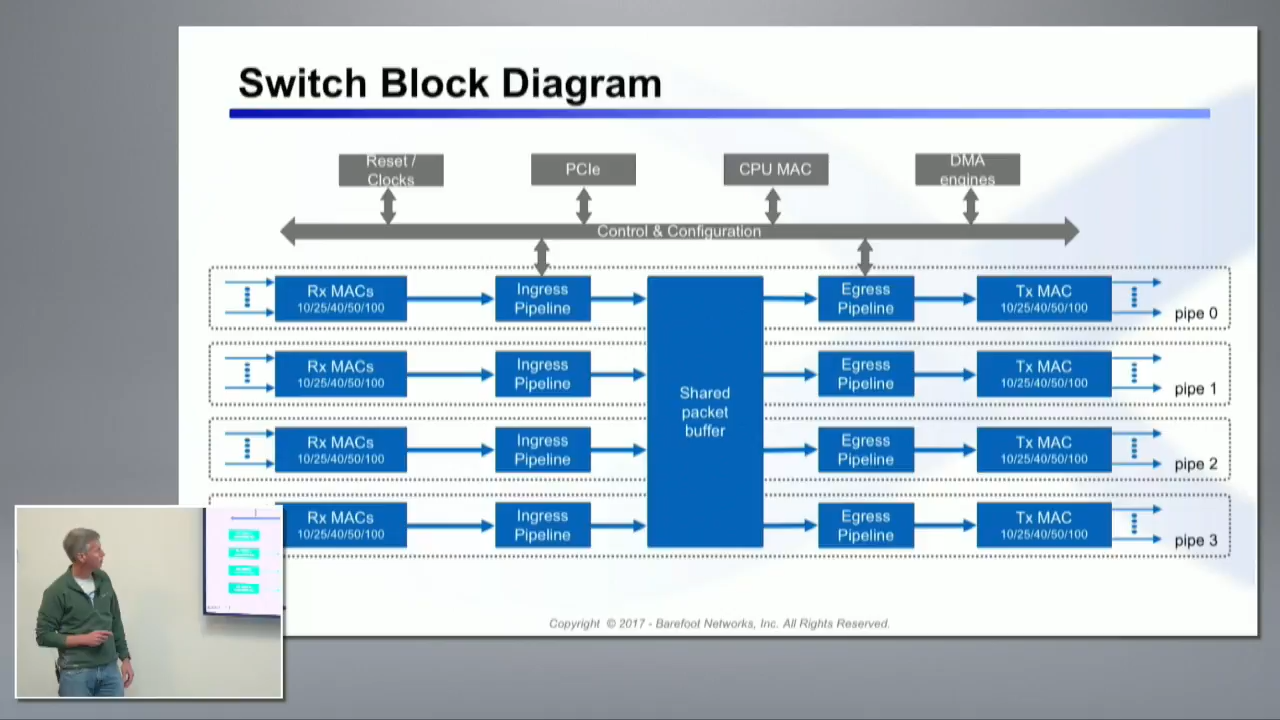 Switch Block Diagram
Reset /
Clocks
PCIe
CPU MAC
DMA
engines
Control & Configuration
Rx MACs
10/25/40/50/100
Ingress
Pipeline
Egress
Pipeline
Tx MAC
10/25/40/50/100
pipe 0
Rx MACs
10/25/40/50/100
Ingress
Pipeline
Shared
packet
buffer
Egress
Pipeline
Tx MAC
10/25/40/50/100
pipe 1
Rx MACs
10/25/40/50/100
Ingress
Pipeline
Egress
Pipeline
Tx MAC
10/25/40/50/100
pipe 2
Rx MACs
10/25/40/50/100
Ingress
Pipeline
Egress
Pipeline
Tx MAC
10/25/40/50/100
pipe 3
Copyright © 2017 - Barefoot Networks, Inc. All Rights Reserved.